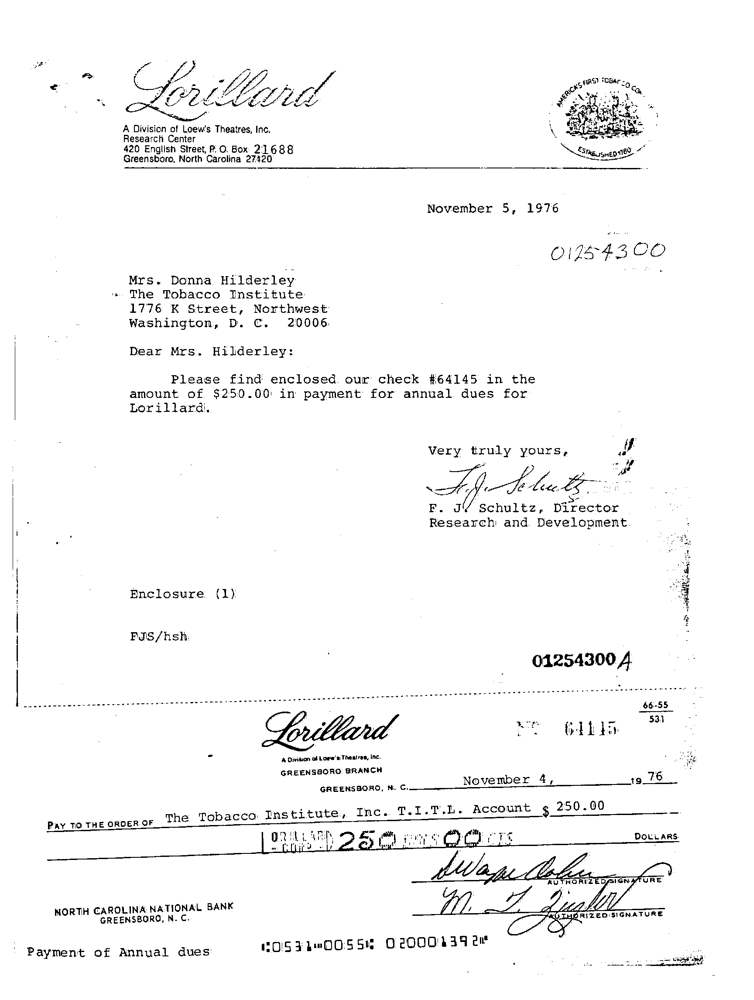 Lorillard
A Division of Loew's Theatres, Inc.
Research Center
420 English Street, P. O. Box 21688
Greensboro, North Carolina 27420
AMERICA'S FIRST TOBACCO CO
ESTABLISHED 1760
November 5, 1976
01254300
Mrs. Donna Hilderley
The Tobacco Institute
1776 K Street, Northwest
Washington, D. C. 20006
Dear Mrs. Hilderley:
Please find enclosed our check #64145 in the
amount of $250.00 in payment for annual dues for
Lorillard.
Very truly yours,
F. J. Schultz
F. J. Schultz, Director
Research and Development
Enclosure (1)
FJS/hsh
01254300 A
66-55
531
Lorillard
Nº 64145
A Division of Loew's Theatres, Inc.
GREENSBORO BRANCH
GREENSBORO, N. C. November 4, 1976
PAY TO THE ORDER OF The Tobacco Institute, Inc. T.I.T.L. Account $ 250.00
LORILLARD 250 DOLS 00 CTS DOLLARS
- CORP -
AUTHORIZED SIGNATURE
AUTHORIZED SIGNATURE
NORTH CAROLINA NATIONAL BANK
GREENSBORO, N. C.
Payment of Annual dues ⑆0531⑉0055⑆ 020001392⑈